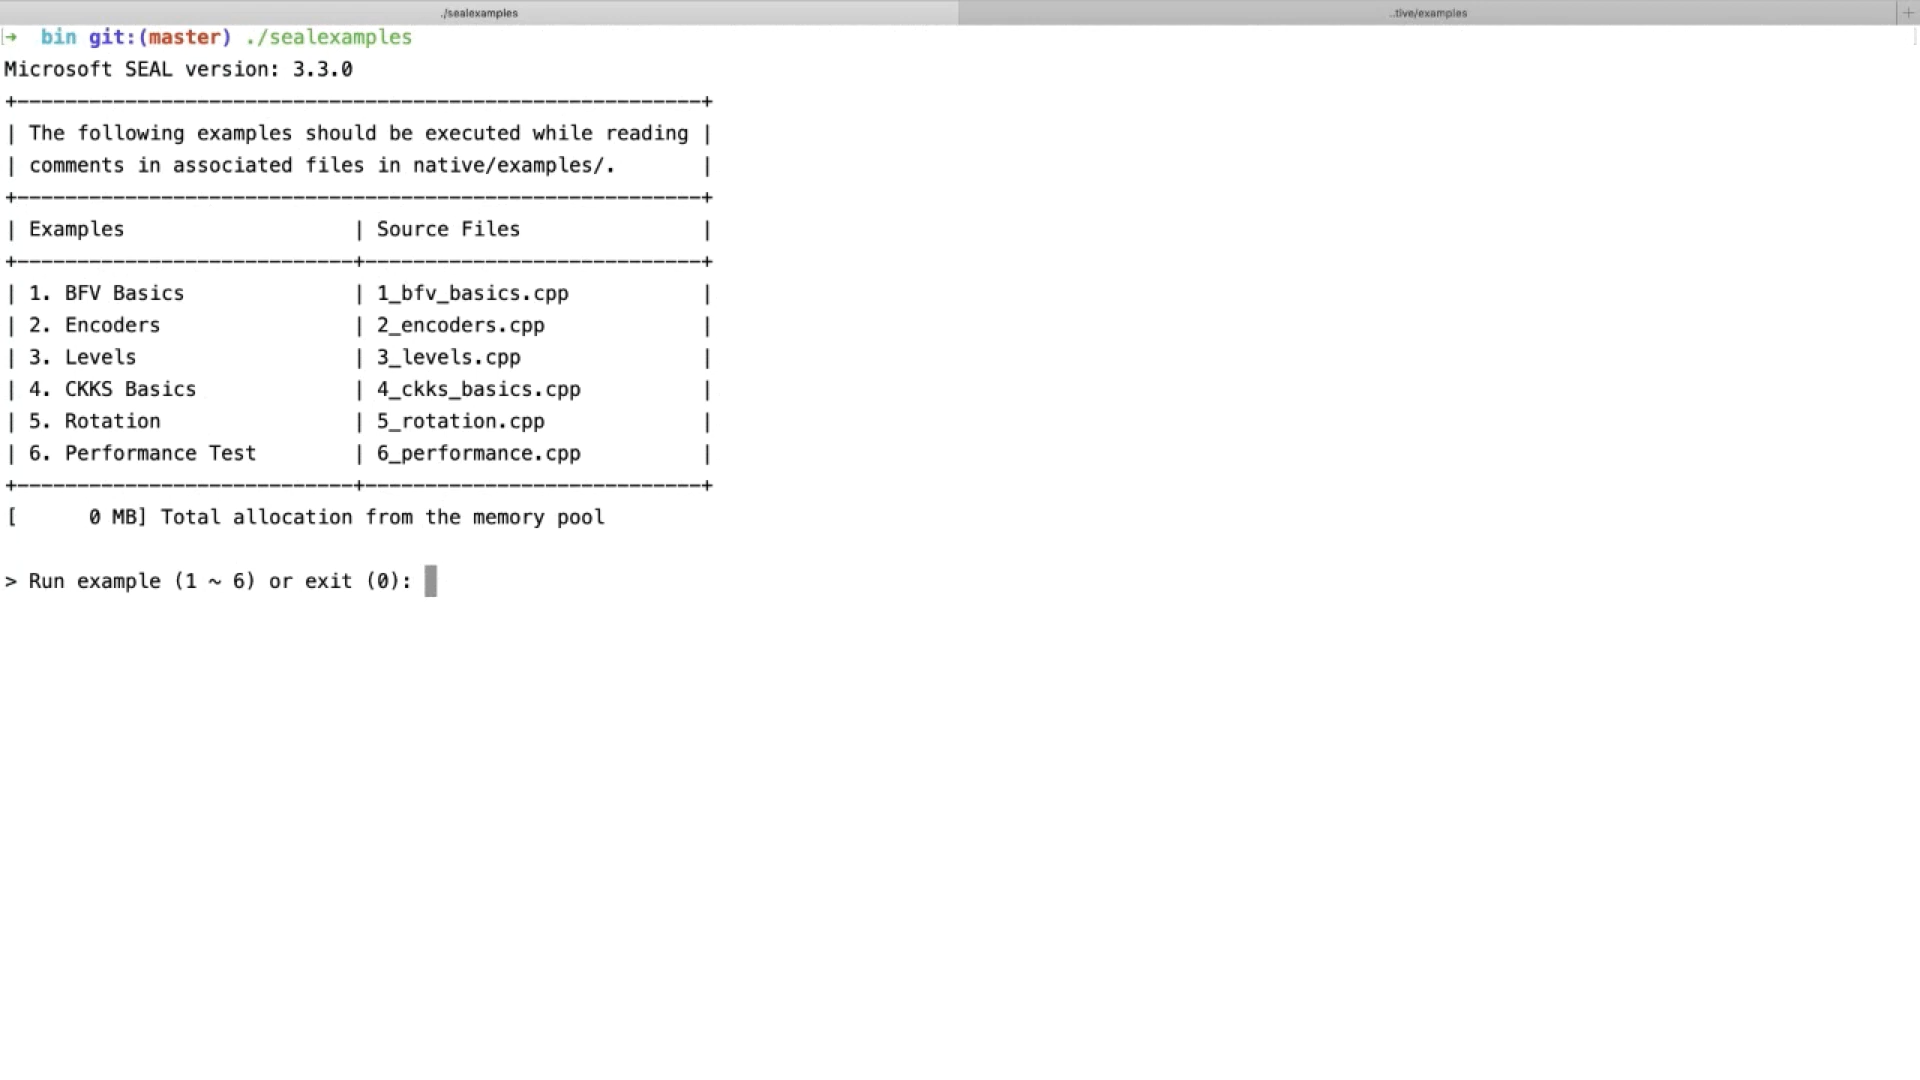 ./sealexamples ..tive/examples +
→ bin git:(master) ./sealexamples
Microsoft SEAL version: 3.3.0
+---------------------------------------------------------+
| The following examples should be executed while reading |
| comments in associated files in native/examples/.       |
+---------------------------------------------------------+
| Examples                   | Source Files               |
+----------------------------+----------------------------+
| 1. BFV Basics              | 1_bfv_basics.cpp           |
| 2. Encoders                | 2_encoders.cpp             |
| 3. Levels                  | 3_levels.cpp               |
| 4. CKKS Basics             | 4_ckks_basics.cpp          |
| 5. Rotation                | 5_rotation.cpp             |
| 6. Performance Test        | 6_performance.cpp          |
+----------------------------+----------------------------+
[      0 MB] Total allocation from the memory pool
> Run example (1 ~ 6) or exit (0):